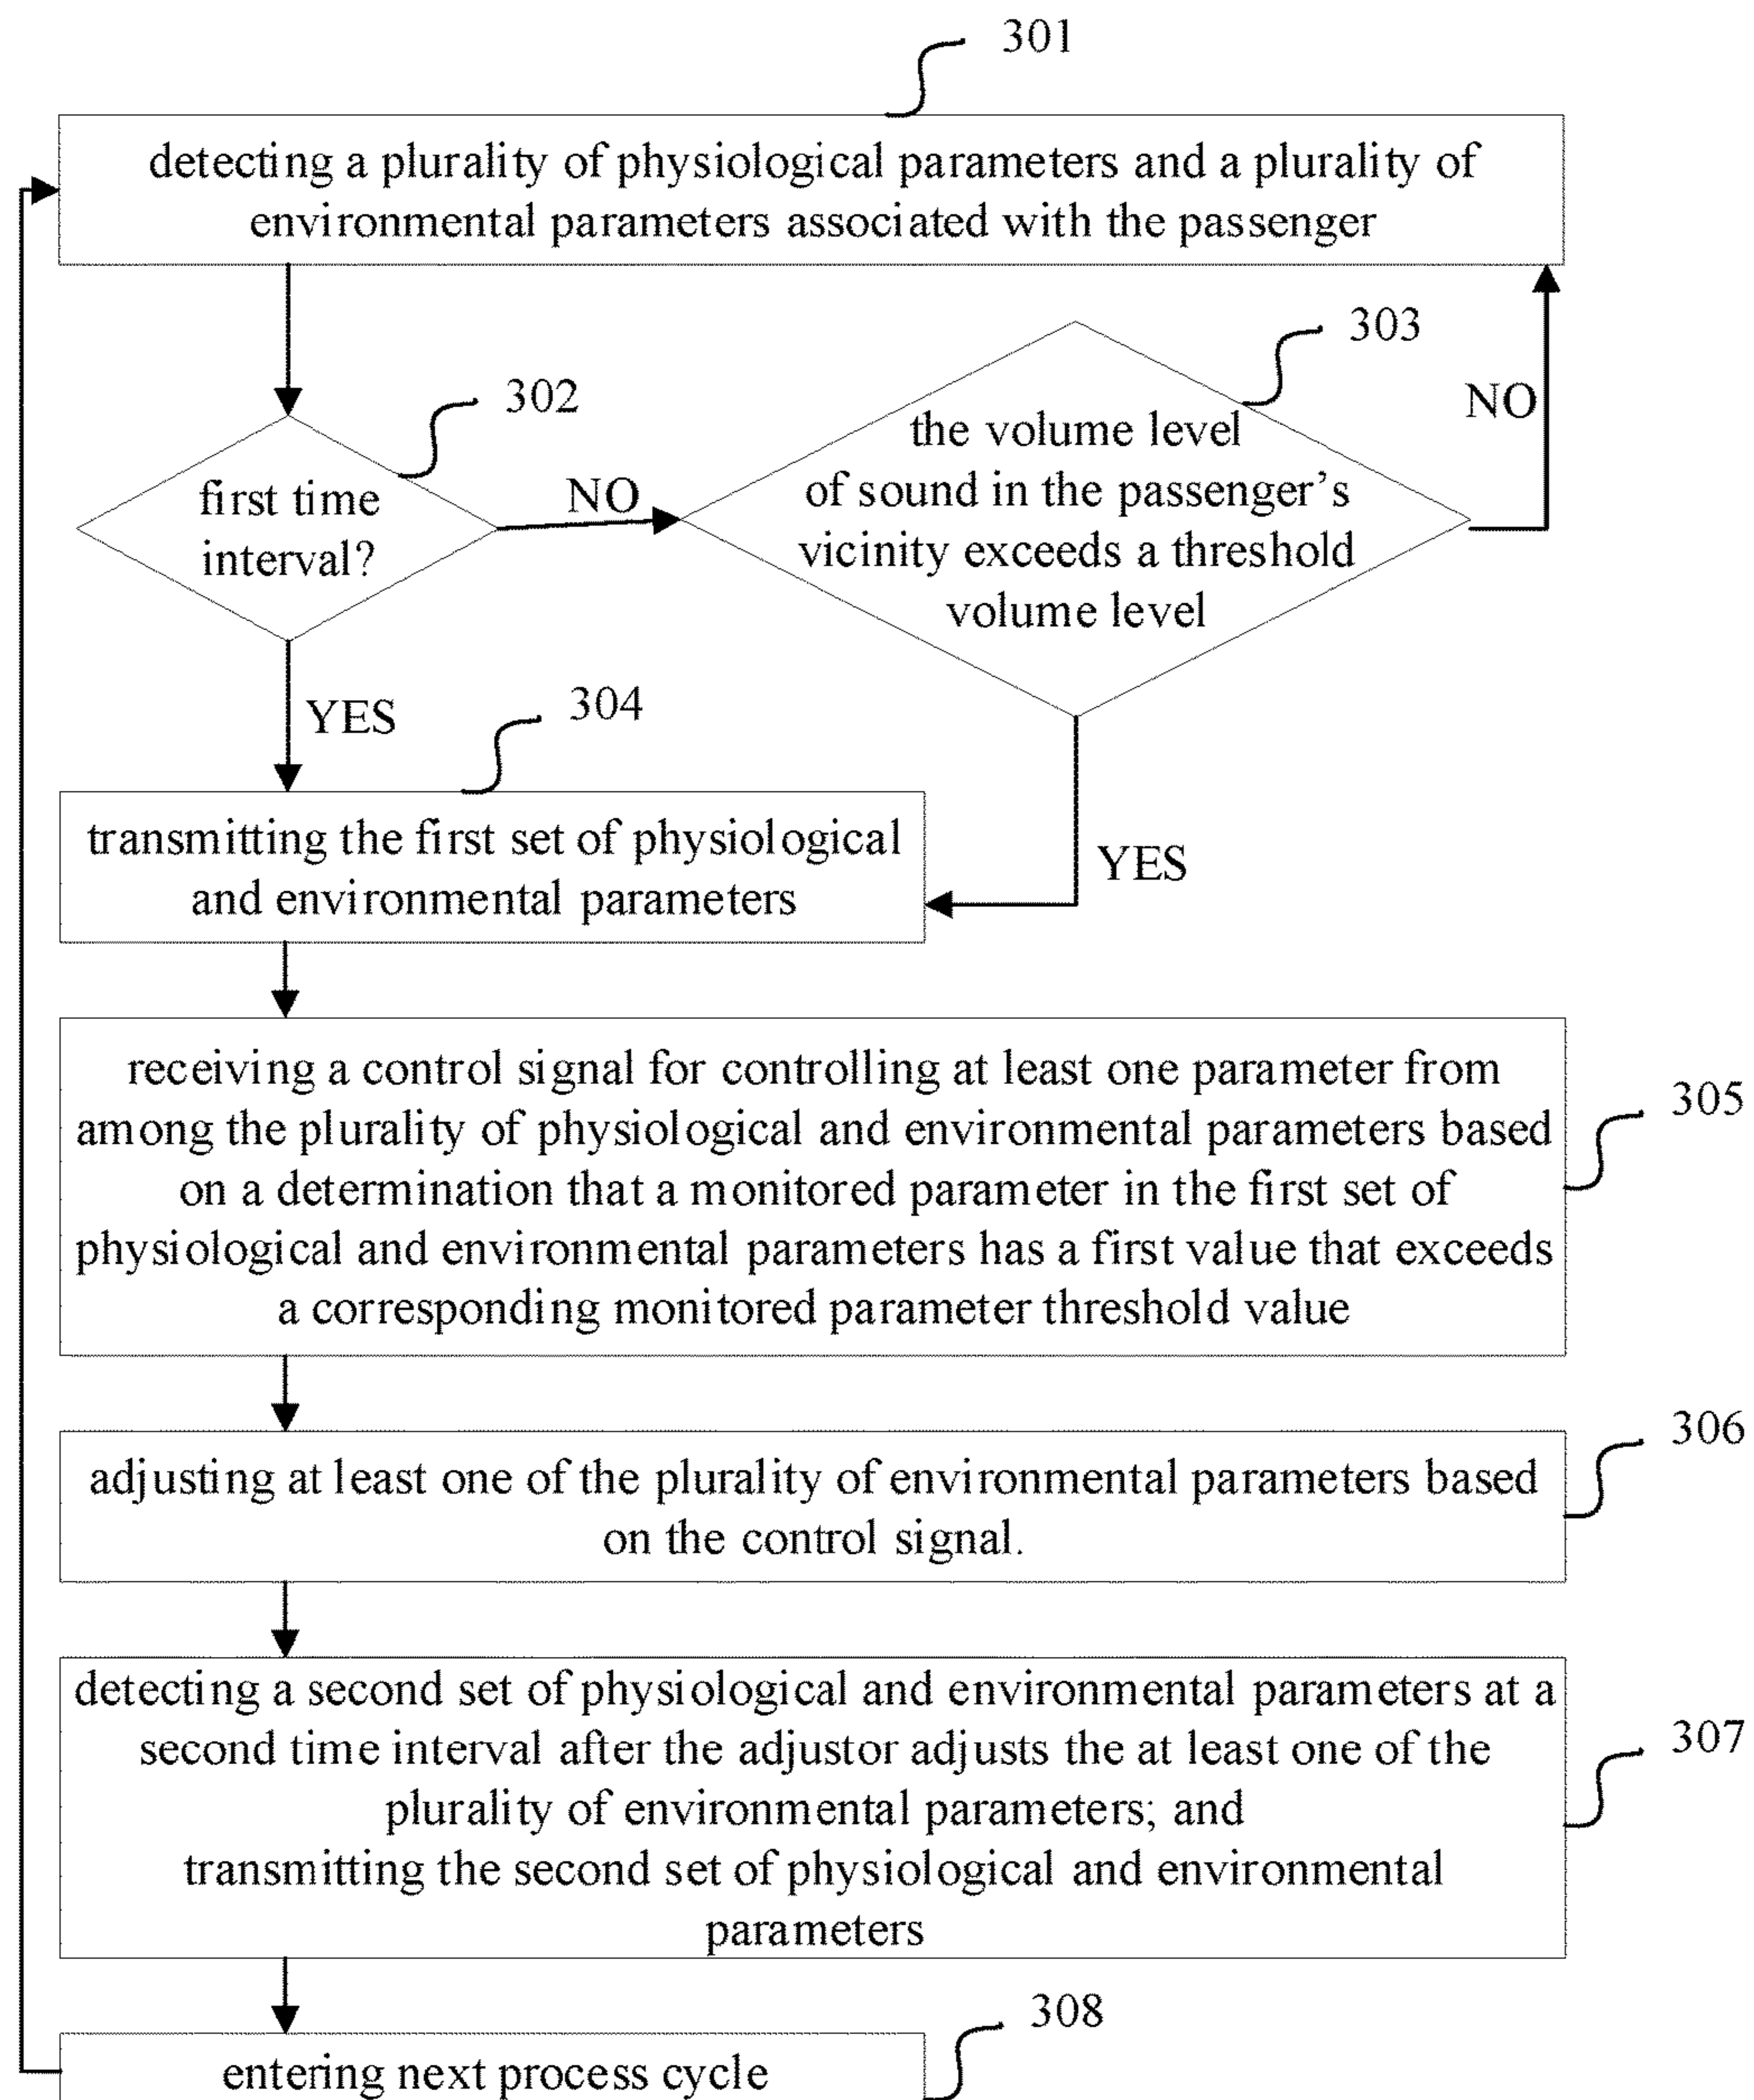 301
detecting a plurality of physiological parameters and a plurality of
environmental parameters associated with the passenger
302
first time
interval?
NO
303
the volume level
of sound in the passenger's
vicinity exceeds a threshold
volume level
NO
YES
YES
304
transmitting the first set of physiological
and environmental parameters
305
receiving a control signal for controlling at least one parameter from
among the plurality of physiological and environmental parameters based
on a determination that a monitored parameter in the first set of
physiological and environmental parameters has a first value that exceeds
a corresponding monitored parameter threshold value
306
adjusting at least one of the plurality of environmental parameters based
on the control signal.
307
detecting a second set of physiological and environmental parameters at a
second time interval after the adjustor adjusts the at least one of the
plurality of environmental parameters; and
transmitting the second set of physiological and environmental
parameters
308
entering next process cycle